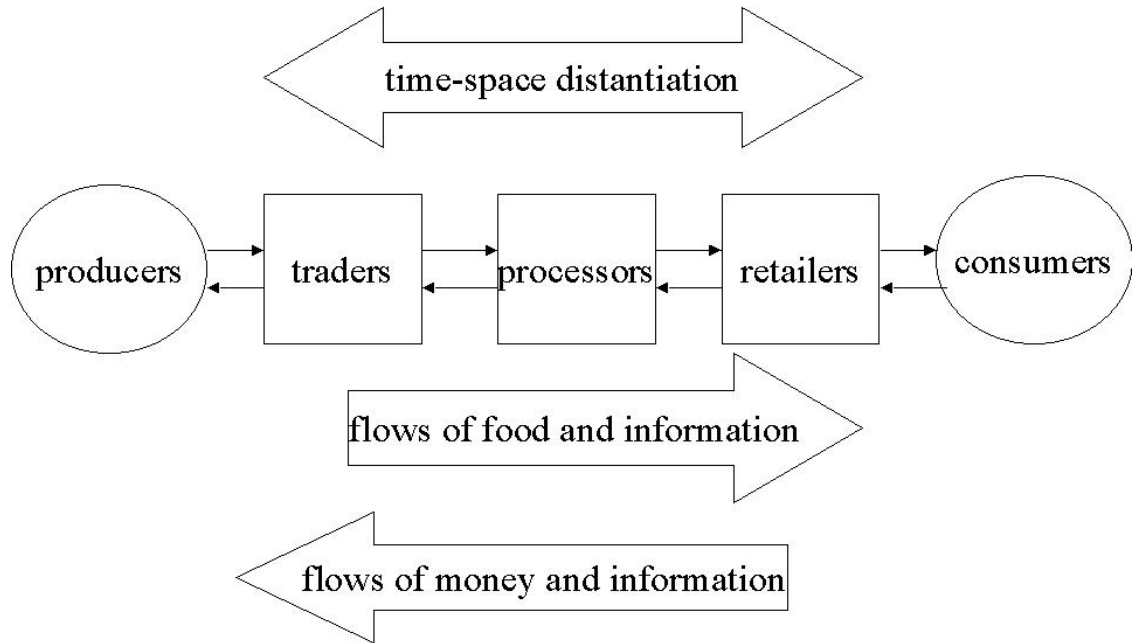 time-space distantiation
producers
traders
processors
retailers
consumers
flows of food and information
flows of money and information